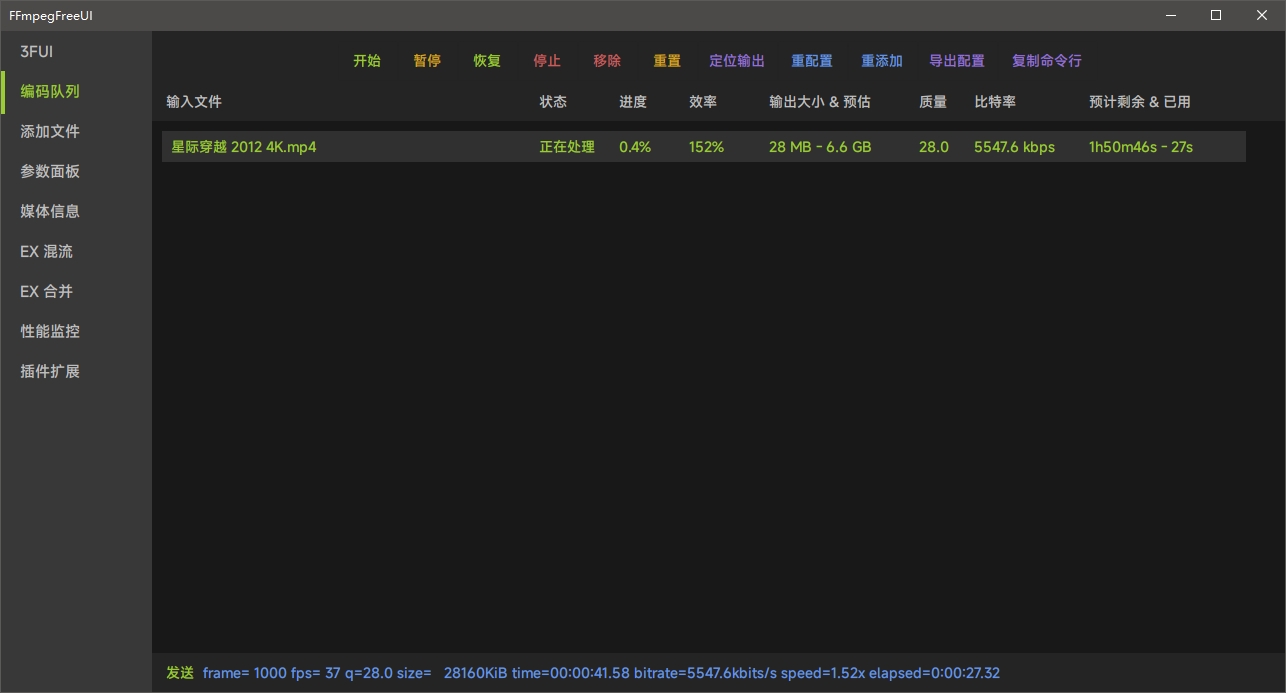 FFmpegFreeUI
3FUI
编码队列
添加文件
参数面板
媒体信息
EX 混流
EX 合并
性能监控
插件扩展
开始 暂停 恢复 停止 移除 重置 定位输出 重配置 重添加 导出配置 复制命令行
输入文件 状态 进度 效率 输出大小 & 预估 质量 比特率 预计剩余 & 已用
星际穿越 2012 4K.mp4 正在处理 0.4% 152% 28 MB - 6.6 GB 28.0 5547.6 kbps 1h50m46s - 27s
发送 frame= 1000 fps= 37 q=28.0 size= 28160KiB time=00:00:41.58 bitrate=5547.6kbits/s speed=1.52x elapsed=0:00:27.32